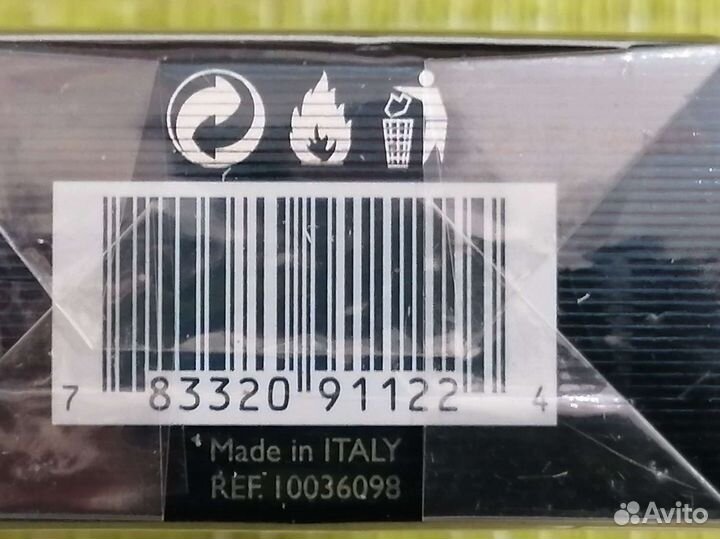 7 83320 91122 4
Made in ITALY
REF. 10036098
Avito